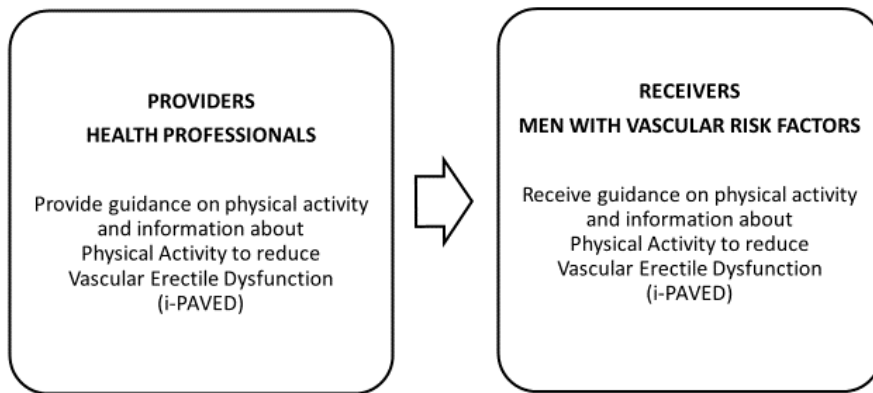 PROVIDERS
HEALTH PROFESSIONALS
Provide guidance on physical activity
and information about
Physical Activity to reduce
Vascular Erectile Dysfunction
(i-PAVED)
RECEIVERS
MEN WITH VASCULAR RISK FACTORS
Receive guidance on physical activity
and information about
Physical Activity to reduce
Vascular Erectile Dysfunction
(i-PAVED)